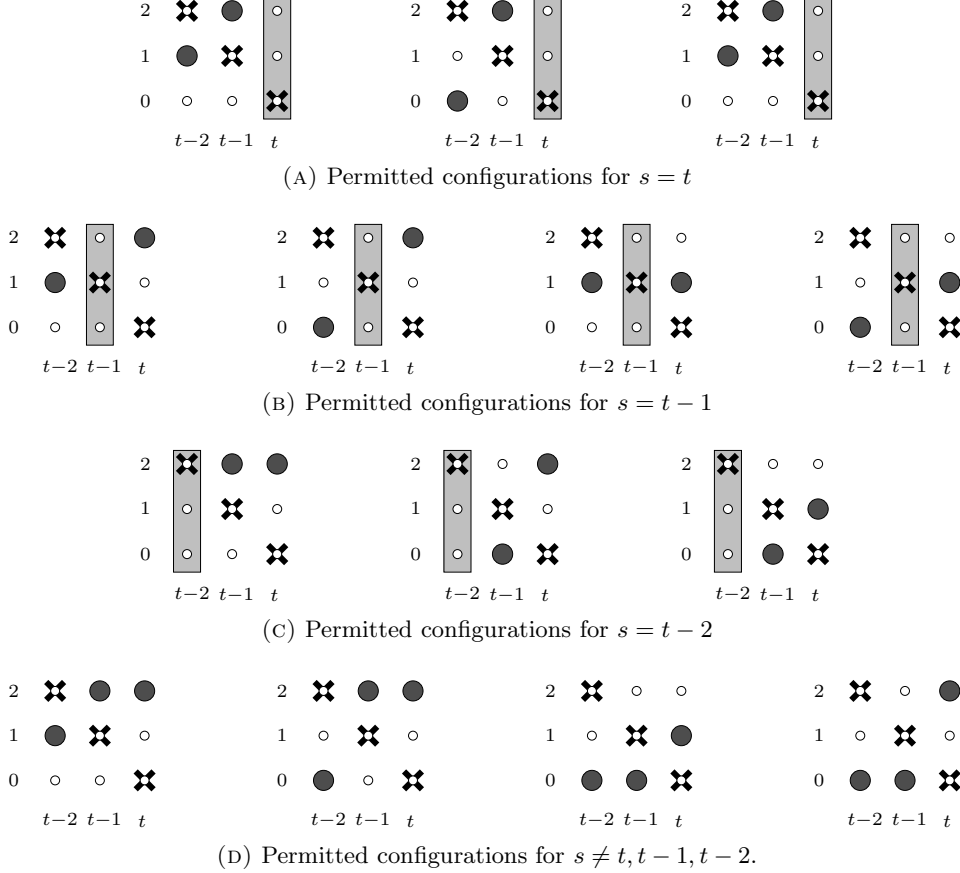 2 2 2
1 1 1
0 0 0
t−2 t−1 t t−2 t−1 t t−2 t−1 t
(A) Permitted configurations for s = t
2 2 2 2
1 1 1 1
0 0 0 0
t−2 t−1 t t−2 t−1 t t−2 t−1 t t−2 t−1 t
(B) Permitted configurations for s = t − 1
2 2 2
1 1 1
0 0 0
t−2 t−1 t t−2 t−1 t t−2 t−1 t
(C) Permitted configurations for s = t − 2
2 2 2 2
1 1 1 1
0 0 0 0
t−2 t−1 t t−2 t−1 t t−2 t−1 t t−2 t−1 t
(D) Permitted configurations for s ≠ t, t − 1, t − 2.